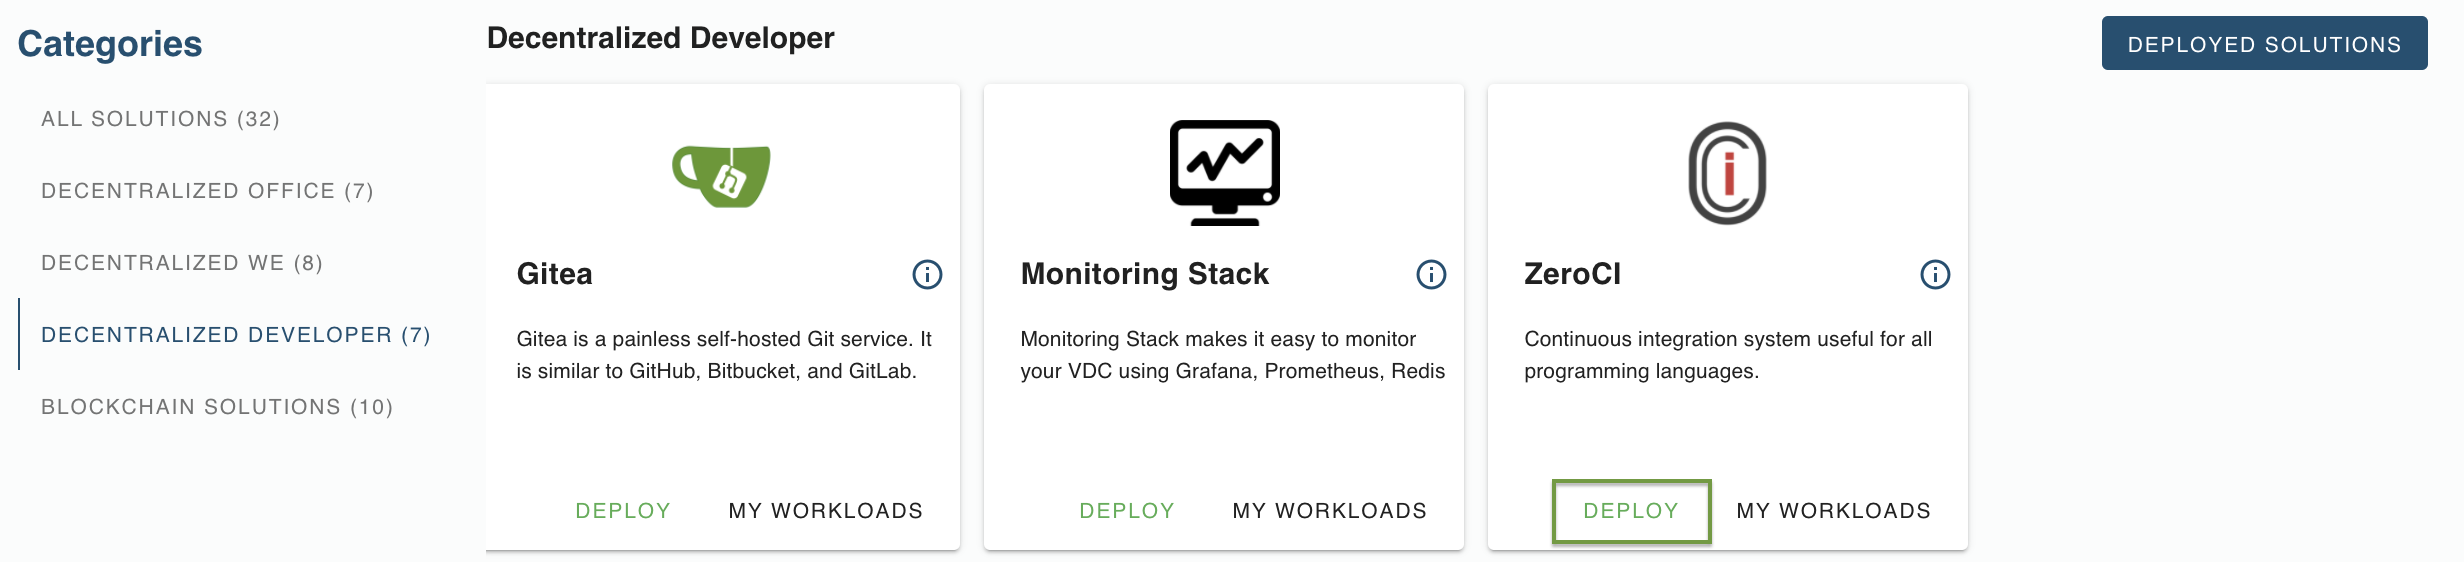 Categories
ALL SOLUTIONS (32)
DECENTRALIZED OFFICE (7)
DECENTRALIZED WE (8)
DECENTRALIZED DEVELOPER (7)
BLOCKCHAIN SOLUTIONS (10)
Decentralized Developer
DEPLOYED SOLUTIONS
Gitea
Gitea is a painless self-hosted Git service. It
is similar to GitHub, Bitbucket, and GitLab.
DEPLOY MY WORKLOADS
Monitoring Stack
Monitoring Stack makes it easy to monitor
your VDC using Grafana, Prometheus, Redis
DEPLOY MY WORKLOADS
ZeroCI
Continuous integration system useful for all
programming languages.
DEPLOY MY WORKLOADS